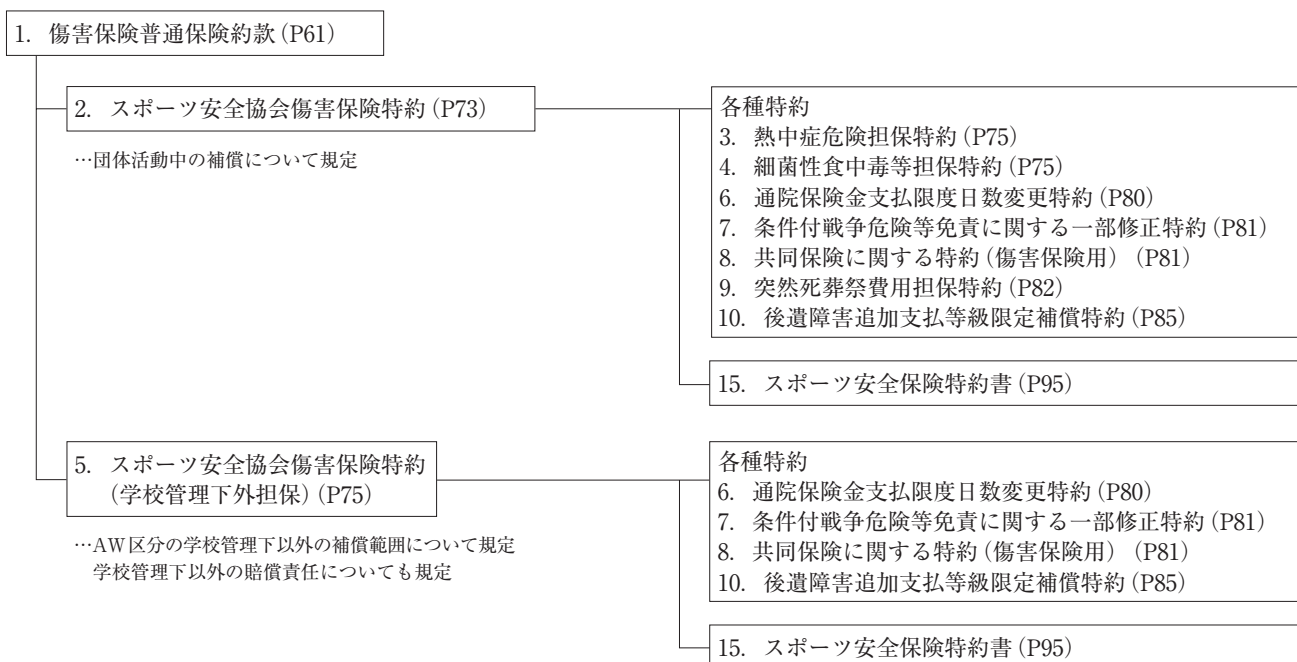 1. 傷害保険普通保険約款(P61)
2. スポーツ安全協会傷害保険特約(P73)
…団体活動中の補償について規定
各種特約
3. 熱中症危険担保特約(P75)
4. 細菌性食中毒等担保特約(P75)
6. 通院保険金支払限度日数変更特約(P80)
7. 条件付戦争危険等免責に関する一部修正特約(P81)
8. 共同保険に関する特約(傷害保険用) (P81)
9. 突然死葬祭費用担保特約(P82)
10. 後遺障害追加支払等級限定補償特約(P85)
15. スポーツ安全保険特約書(P95)
5. スポーツ安全協会傷害保険特約
(学校管理下外担保)(P75)
…AW区分の学校管理下以外の補償範囲について規定
学校管理下以外の賠償責任についても規定
各種特約
6. 通院保険金支払限度日数変更特約(P80)
7. 条件付戦争危険等免責に関する一部修正特約(P81)
8. 共同保険に関する特約(傷害保険用) (P81)
10. 後遺障害追加支払等級限定補償特約(P85)
15. スポーツ安全保険特約書(P95)